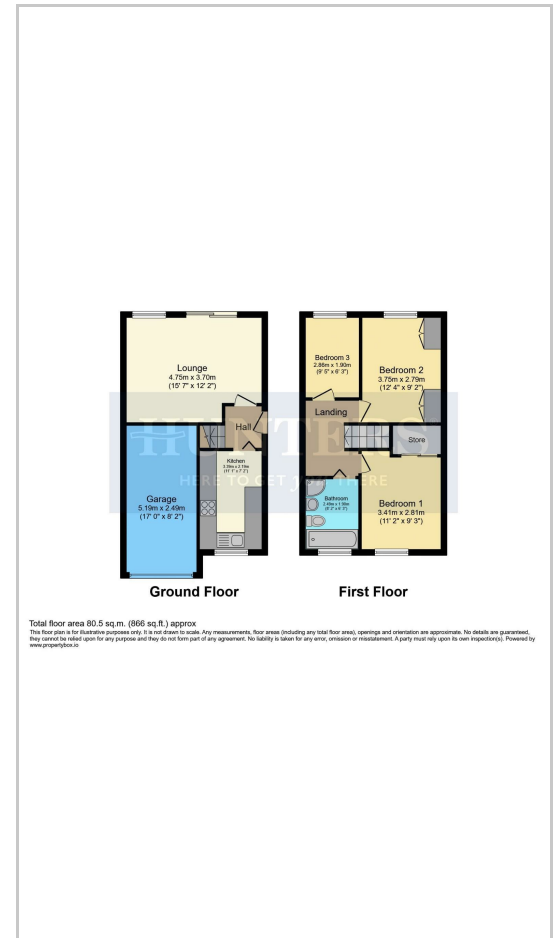 Lounge
4.75m x 3.70m
(15' 7" x 12' 2")
Hall
Kitchen
Garage
5.19m x 2.49m
(17' 0" x 8' 2")
Ground Floor
Bedroom 3
2.86m x 1.90m
(9' 5" x 6' 3")
Bedroom 2
3.75m x 2.79m
(12' 4" x 9' 2")
Landing
Store
Bathroom
Bedroom 1
3.41m x 2.81m
(11' 2" x 9' 3")
First Floor
HUNTERS
HERE TO GET YOU THERE
Total floor area 80.5 sq.m. (866 sq.ft.) approx
This floor plan is for illustrative purposes only. It is not drawn to scale. Any measurements, floor areas (including any total floor area), openings and orientation are approximate. No details are guaranteed,
they cannot be relied upon for any purpose and they do not form part of any agreement. No liability is taken for any error, omission or misstatement. A party must rely upon its own inspection(s). Powered by
www.propertybox.io